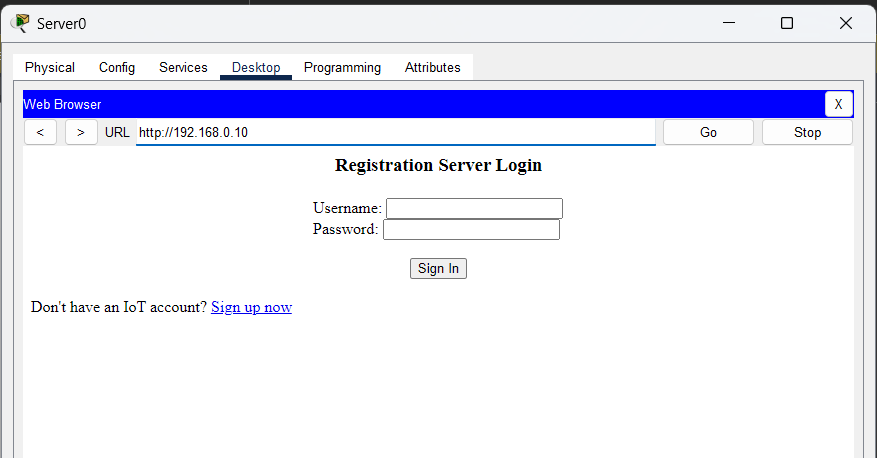 Server0
Physical Config Services Desktop Programming Attributes
Web Browser X
< > URL http://192.168.0.10 Go Stop
Registration Server Login
Username:
Password:
Sign In
Don't have an IoT account? Sign up now